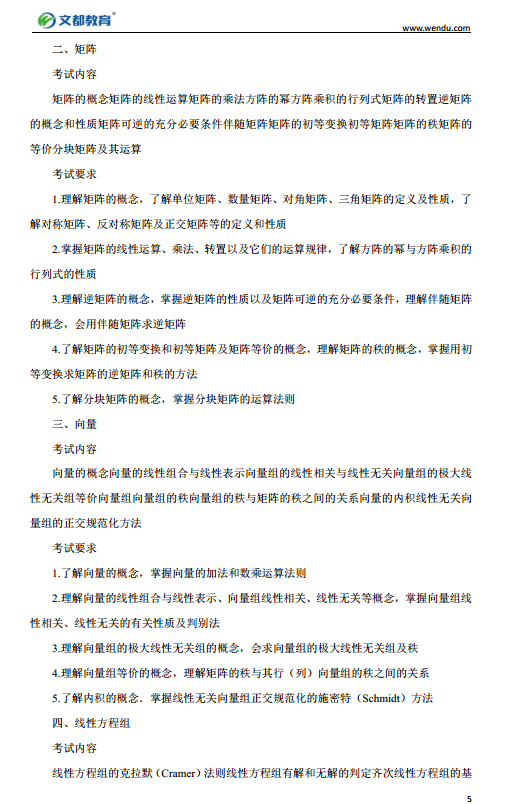 文都教育
www.wendu.com
二、矩阵
考试内容
矩阵的概念矩阵的线性运算矩阵的乘法方阵的幂方阵乘积的行列式矩阵的转置逆矩阵
的概念和性质矩阵可逆的充分必要条件伴随矩阵矩阵的初等变换初等矩阵矩阵的秩矩阵的
等价分块矩阵及其运算
考试要求
1.理解矩阵的概念，了解单位矩阵、数量矩阵、对角矩阵、三角矩阵的定义及性质，了
解对称矩阵、反对称矩阵及正交矩阵等的定义和性质
2.掌握矩阵的线性运算、乘法、转置以及它们的运算规律，了解方阵的幂与方阵乘积的
行列式的性质
3.理解逆矩阵的概念，掌握逆矩阵的性质以及矩阵可逆的充分必要条件，理解伴随矩阵
的概念，会用伴随矩阵求逆矩阵
4.了解矩阵的初等变换和初等矩阵及矩阵等价的概念，理解矩阵的秩的概念，掌握用初
等变换求矩阵的逆矩阵和秩的方法
5.了解分块矩阵的概念，掌握分块矩阵的运算法则
三、向量
考试内容
向量的概念向量的线性组合与线性表示向量组的线性相关与线性无关向量组的极大线
性无关组等价向量组向量组的秩向量组的秩与矩阵的秩之间的关系向量的内积线性无关向
量组的正交规范化方法
考试要求
1.了解向量的概念，掌握向量的加法和数乘运算法则
2.理解向量的线性组合与线性表示、向量组线性相关、线性无关等概念，掌握向量组线
性相关、线性无关的有关性质及判别法
3.理解向量组的极大线性无关组的概念，会求向量组的极大线性无关组及秩
4.理解向量组等价的概念，理解矩阵的秩与其行（列）向量组的秩之间的关系
5.了解内积的概念．掌握线性无关向量组正交规范化的施密特（Schmidt）方法
四、线性方程组
考试内容
线性方程组的克拉默（Cramer）法则线性方程组有解和无解的判定齐次线性方程组的基
5